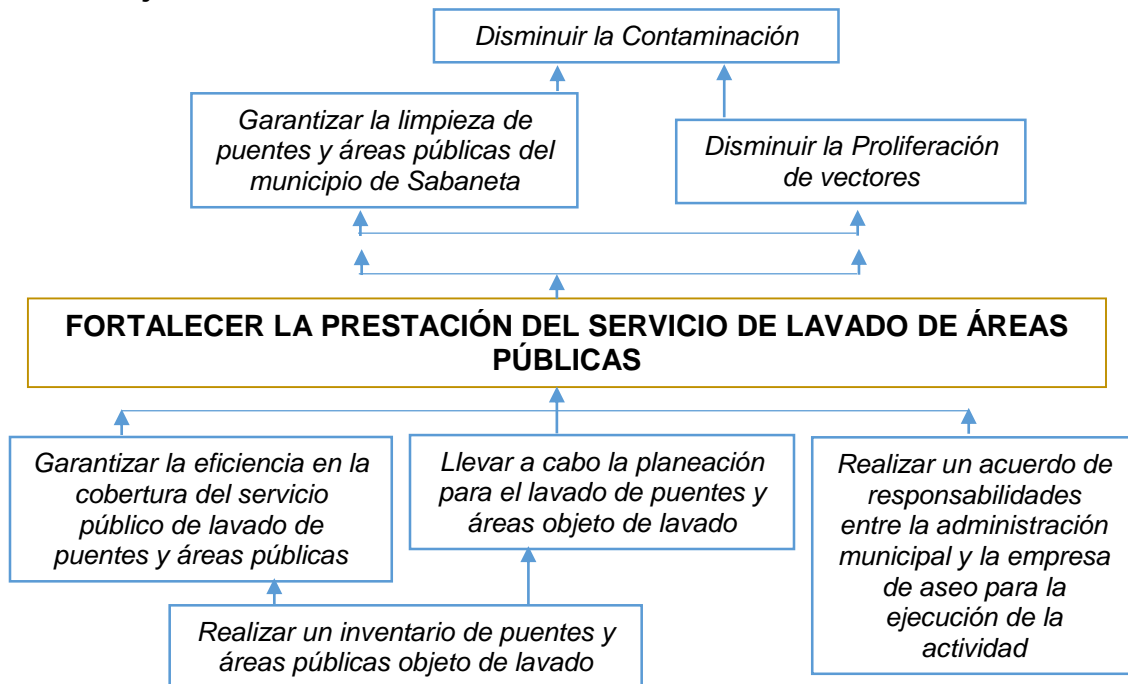 Disminuir la Contaminación
Garantizar la limpieza de
puentes y áreas públicas del
municipio de Sabaneta
Disminuir la Proliferación
de vectores
FORTALECER LA PRESTACIÓN DEL SERVICIO DE LAVADO DE ÁREAS
PÚBLICAS
Garantizar la eficiencia en la
cobertura del servicio
público de lavado de
puentes y áreas públicas
Llevar a cabo la planeación
para el lavado de puentes y
áreas objeto de lavado
Realizar un acuerdo de
responsabilidades
entre la administración
municipal y la empresa
de aseo para la
ejecución de la
actividad
Realizar un inventario de puentes y
áreas públicas objeto de lavado